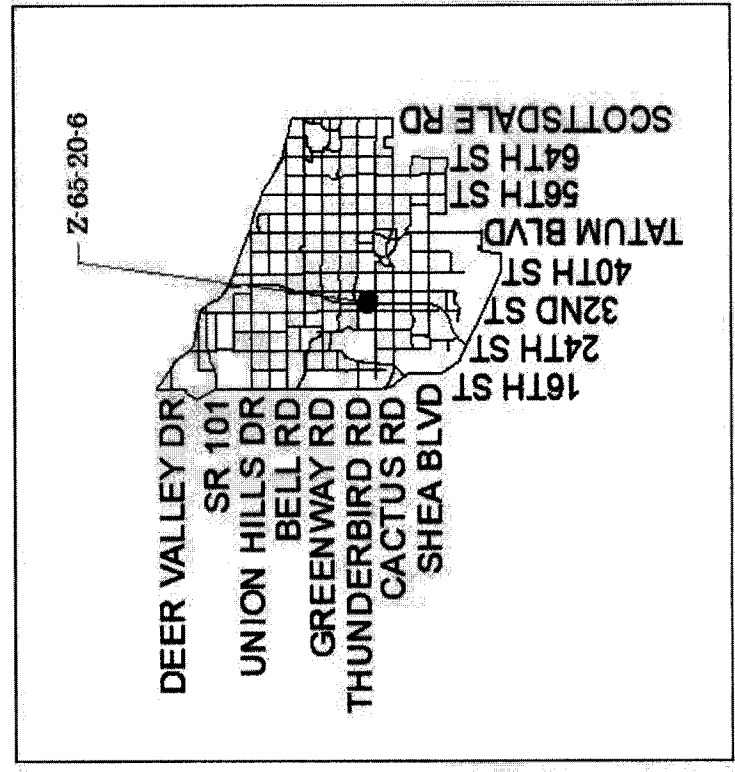 Z-65-20-6
DEER VALLEY DR
SR 101
UNION HILLS DR
BELL RD
GREENWAY RD
THUNDERBIRD RD
CACTUS RD
SHEA BLVD
16TH ST
24TH ST
32ND ST
40TH ST
TATUM BLVD
56TH ST
64TH ST
SCOTTSDALE RD